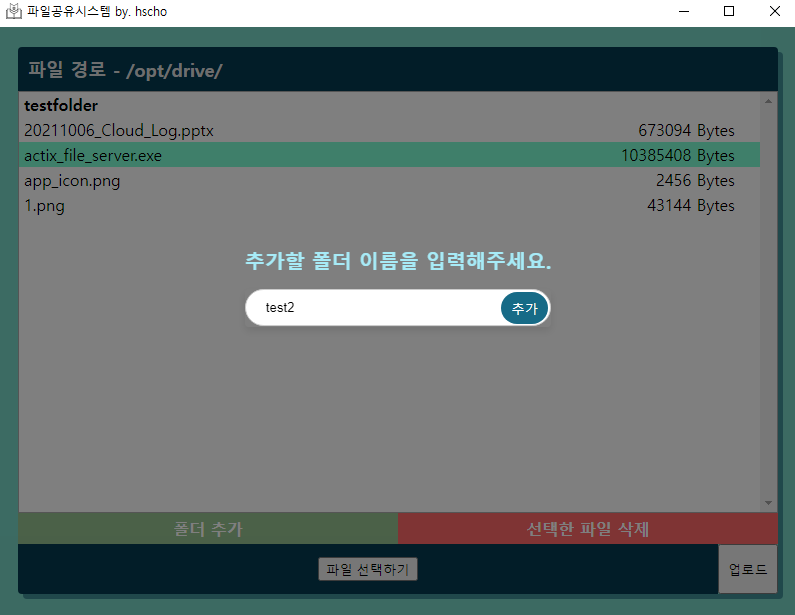 파일공유시스템 by. hscho
파일 경로 - /opt/drive/
testfolder
20211006_Cloud_Log.pptx 673094 Bytes
actix_file_server.exe 10385408 Bytes
app_icon.png 2456 Bytes
1.png 43144 Bytes
추가할 폴더 이름을 입력해주세요.
test2 추가
폴더 추가 선택한 파일 삭제
파일 선택하기 업로드